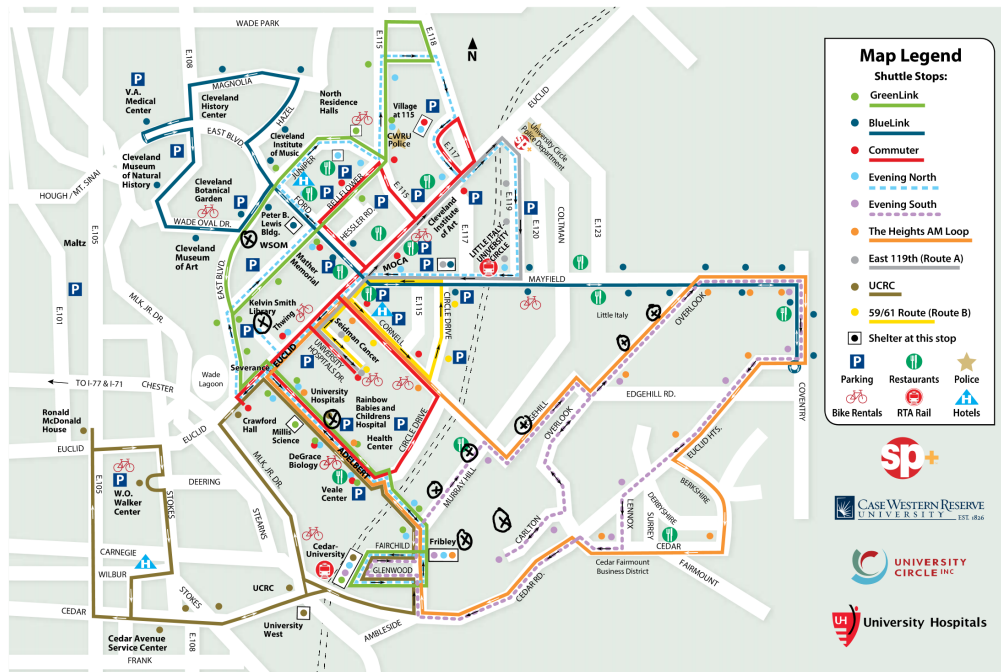 WADE PARK
E.108
E.115
E.118
N
MAGNOLIA
V.A.
Medical
Center
Cleveland
History
Center
HAZEL
EAST BLVD.
North
Residence
Halls
Village
at 115
CWRU
Police
EUCLID
University Circle
Police Department
Cleveland
Institute
of Music
JUNIPER
E.117
Cleveland
Museum
of Natural
History
HOUGH / MT. SINAI
Cleveland
Botanical
Garden
FORD
BELLFLOWER
E.115
HESSLER RD.
WADE OVAL DR.
Peter B.
Lewis
Bldg.
WSOM
Cleveland
Institute
of Art
E.117
LITTLE ITALY-
UNIVERSITY
CIRCLE
E.119
E.120
COLTMAN
E.123
E.105
Maltz
Cleveland
Museum
of Art
Mather
Memorial
MOCA
MAYFIELD
EAST BLVD.
MLK, JR. DR.
E.101
Kelvin Smith
Library
Thwing
CORNELL
E.115
CIRCLE DRIVE
Little Italy
OVERLOOK
Seidman Cancer
UNIVERSITY
HOSPITALS DR.
EUCLID
Severance
Wade
Lagoon
TO I-77 & I-71
CHESTER
University
Hospitals
Rainbow
Babies and
Childrens
Hospital
Health
Center
CIRCLE DRIVE
EDGEHILL RD.
EDGEHILL
OVERLOOK
COVENTRY
Ronald
McDonald
House
EUCLID
EUCLID
Crawford
Hall
Millis
Science
DeGrace
Biology
ADELBERT
Veale
Center
MURRAY HILL
EUCLID HTS.
BERKSHIRE
DERBYSHIRE
SURREY
LENNOX
CARLTON
CEDAR
Cedar Fairmount
Business District
FAIRMOUNT
E.105
W.O.
Walker
Center
DEERING
STOKES
STEARNS
MLK, JR. DR.
CARNEGIE
WILBUR
Cedar-
University
FAIRCHILD
GLENWOOD
Fribley
CEDAR RD.
CEDAR
STOKES
UCRC
University
West
AMBLESIDE
Cedar Avenue
Service Center
E.108
FRANK
Map Legend
Shuttle Stops:
GreenLink
BlueLink
Commuter
Evening North
Evening South
The Heights AM Loop
East 119th (Route A)
UCRC
59/61 Route (Route B)
Shelter at this stop
P
Parking
Restaurants
Police
Bike Rentals
RTA Rail
Hotels
sp+
CASE WESTERN RESERVE
UNIVERSITY EST. 1826
UNIVERSITY
CIRCLE INC
UH
University Hospitals